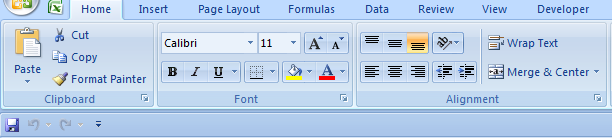 Home Insert Page Layout Formulas Data Review View Developer
Cut
Calibri 11 A A Wrap Text
Copy
Paste
Format Painter B I U A Merge & Center
Clipboard Font Alignment